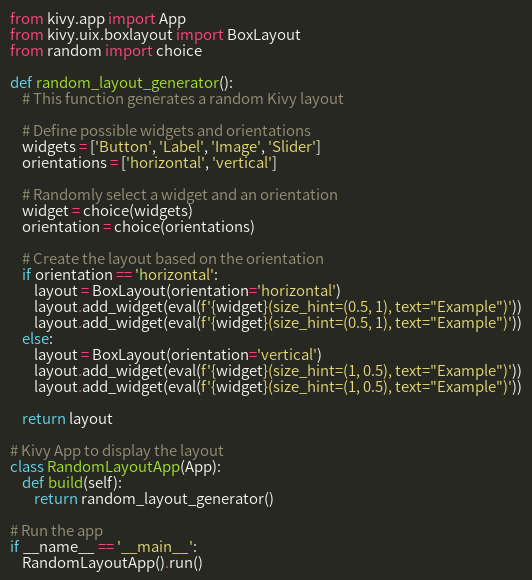 from kivy.app import App
from kivy.uix.boxlayout import BoxLayout
from random import choice

def random_layout_generator():
    # This function generates a random Kivy layout

    # Define possible widgets and orientations
    widgets = ['Button', 'Label', 'Image', 'Slider']
    orientations = ['horizontal', 'vertical']

    # Randomly select a widget and an orientation
    widget = choice(widgets)
    orientation = choice(orientations)

    # Create the layout based on the orientation
    if orientation == 'horizontal':
        layout = BoxLayout(orientation='horizontal')
        layout.add_widget(eval(f'{widget}(size_hint=(0.5, 1), text="Example")'))
        layout.add_widget(eval(f'{widget}(size_hint=(0.5, 1), text="Example")'))
    else:
        layout = BoxLayout(orientation='vertical')
        layout.add_widget(eval(f'{widget}(size_hint=(1, 0.5), text="Example")'))
        layout.add_widget(eval(f'{widget}(size_hint=(1, 0.5), text="Example")'))

    return layout

# Kivy App to display the layout
class RandomLayoutApp(App):
    def build(self):
        return random_layout_generator()

# Run the app
if __name__ == '__main__':
    RandomLayoutApp().run()